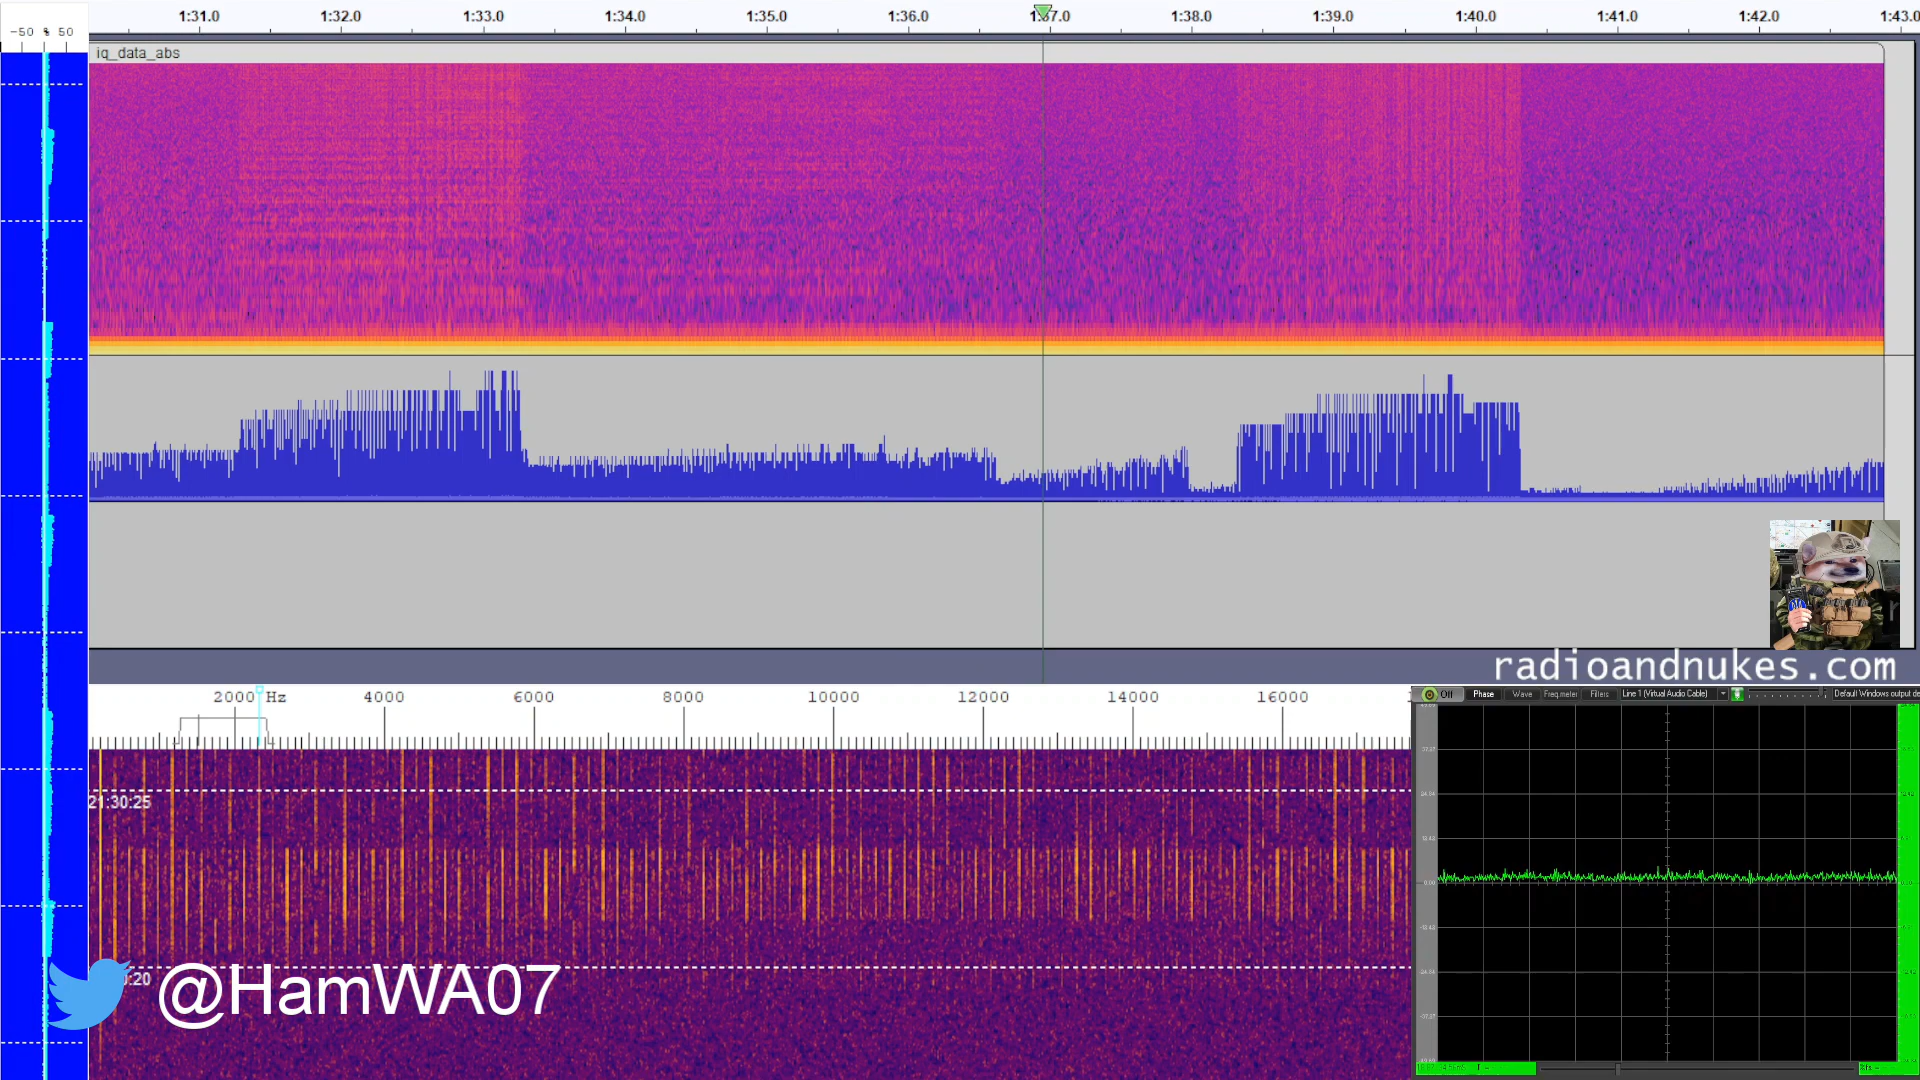 1:31.0 1:32.0 1:33.0 1:34.0 1:35.0 1:36.0 1:37.0 1:38.0 1:39.0 1:40.0 1:41.0 1:42.0 1:43.0
-50 % 50
iq_data_abs
radioandnukes.com
2000 Hz 4000 6000 8000 10000 12000 14000 16000
Off Phase Wave Freq.meter Filters Line 1 (Virtual Audio Cable) Default Windows output de
21:30:25
:20
@HamWA07